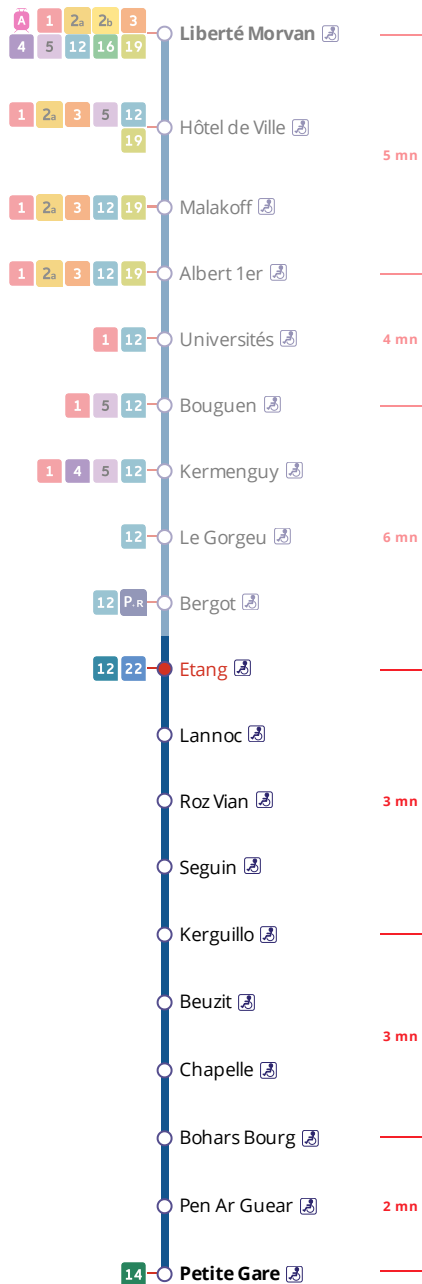 A 1 2a 2b 3
4 5 12 16 19
Liberté Morvan
1 2a 3 5 12
19
Hôtel de Ville
5 mn
1 2a 3 12 19 Malakoff
1 2a 3 12 19 Albert 1er
1 12 Universités 4 mn
1 5 12 Bouguen
1 4 5 12 Kermenguy
12 Le Gorgeu 6 mn
12 P+R Bergot
12 22 Etang
Lannoc
Roz Vian 3 mn
Seguin
Kerguillo
Beuzit
3 mn
Chapelle
Bohars Bourg
Pen Ar Guear 2 mn
14 Petite Gare